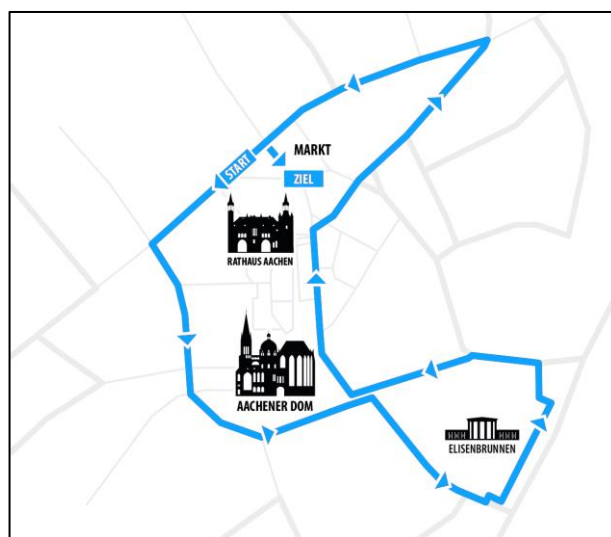 MARKT
START
ZIEL
RATHAUS AACHEN
AACHENER DOM
ELISENBRUNNEN